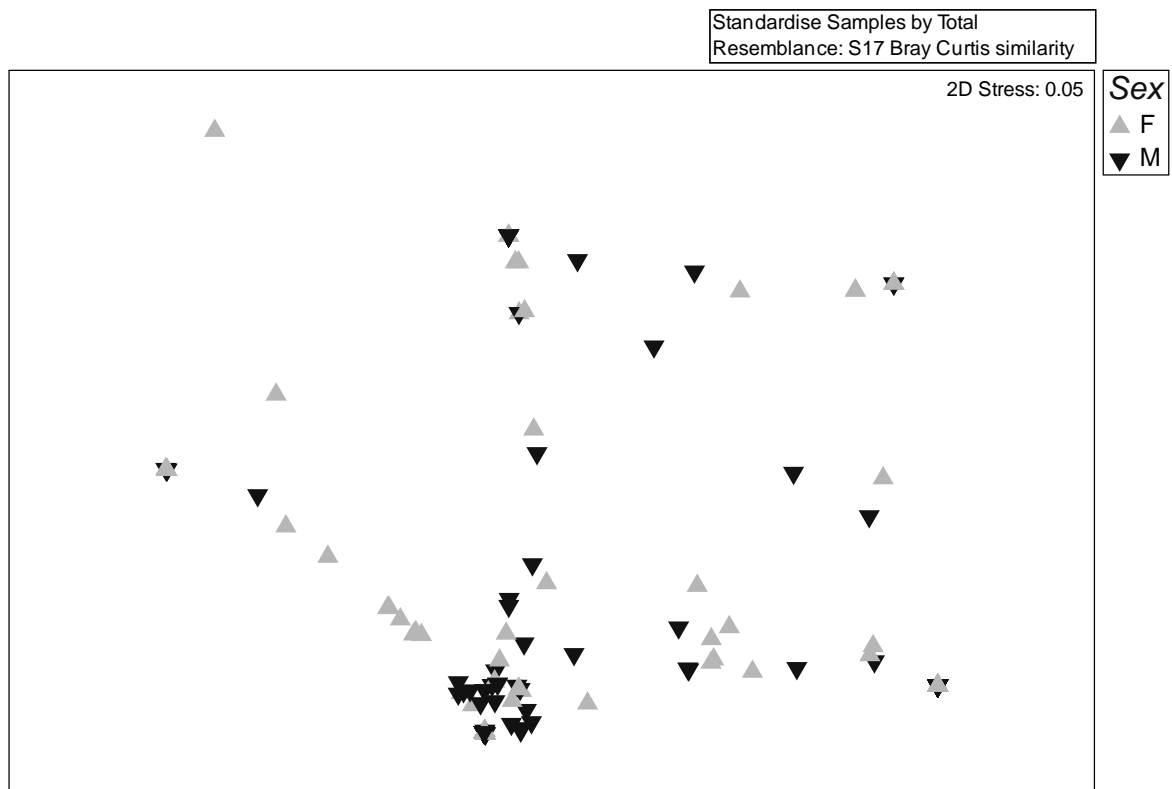 Standardise Samples by Total
Resemblance: S17 Bray Curtis similarity
2D Stress: 0.05
Sex
F
M